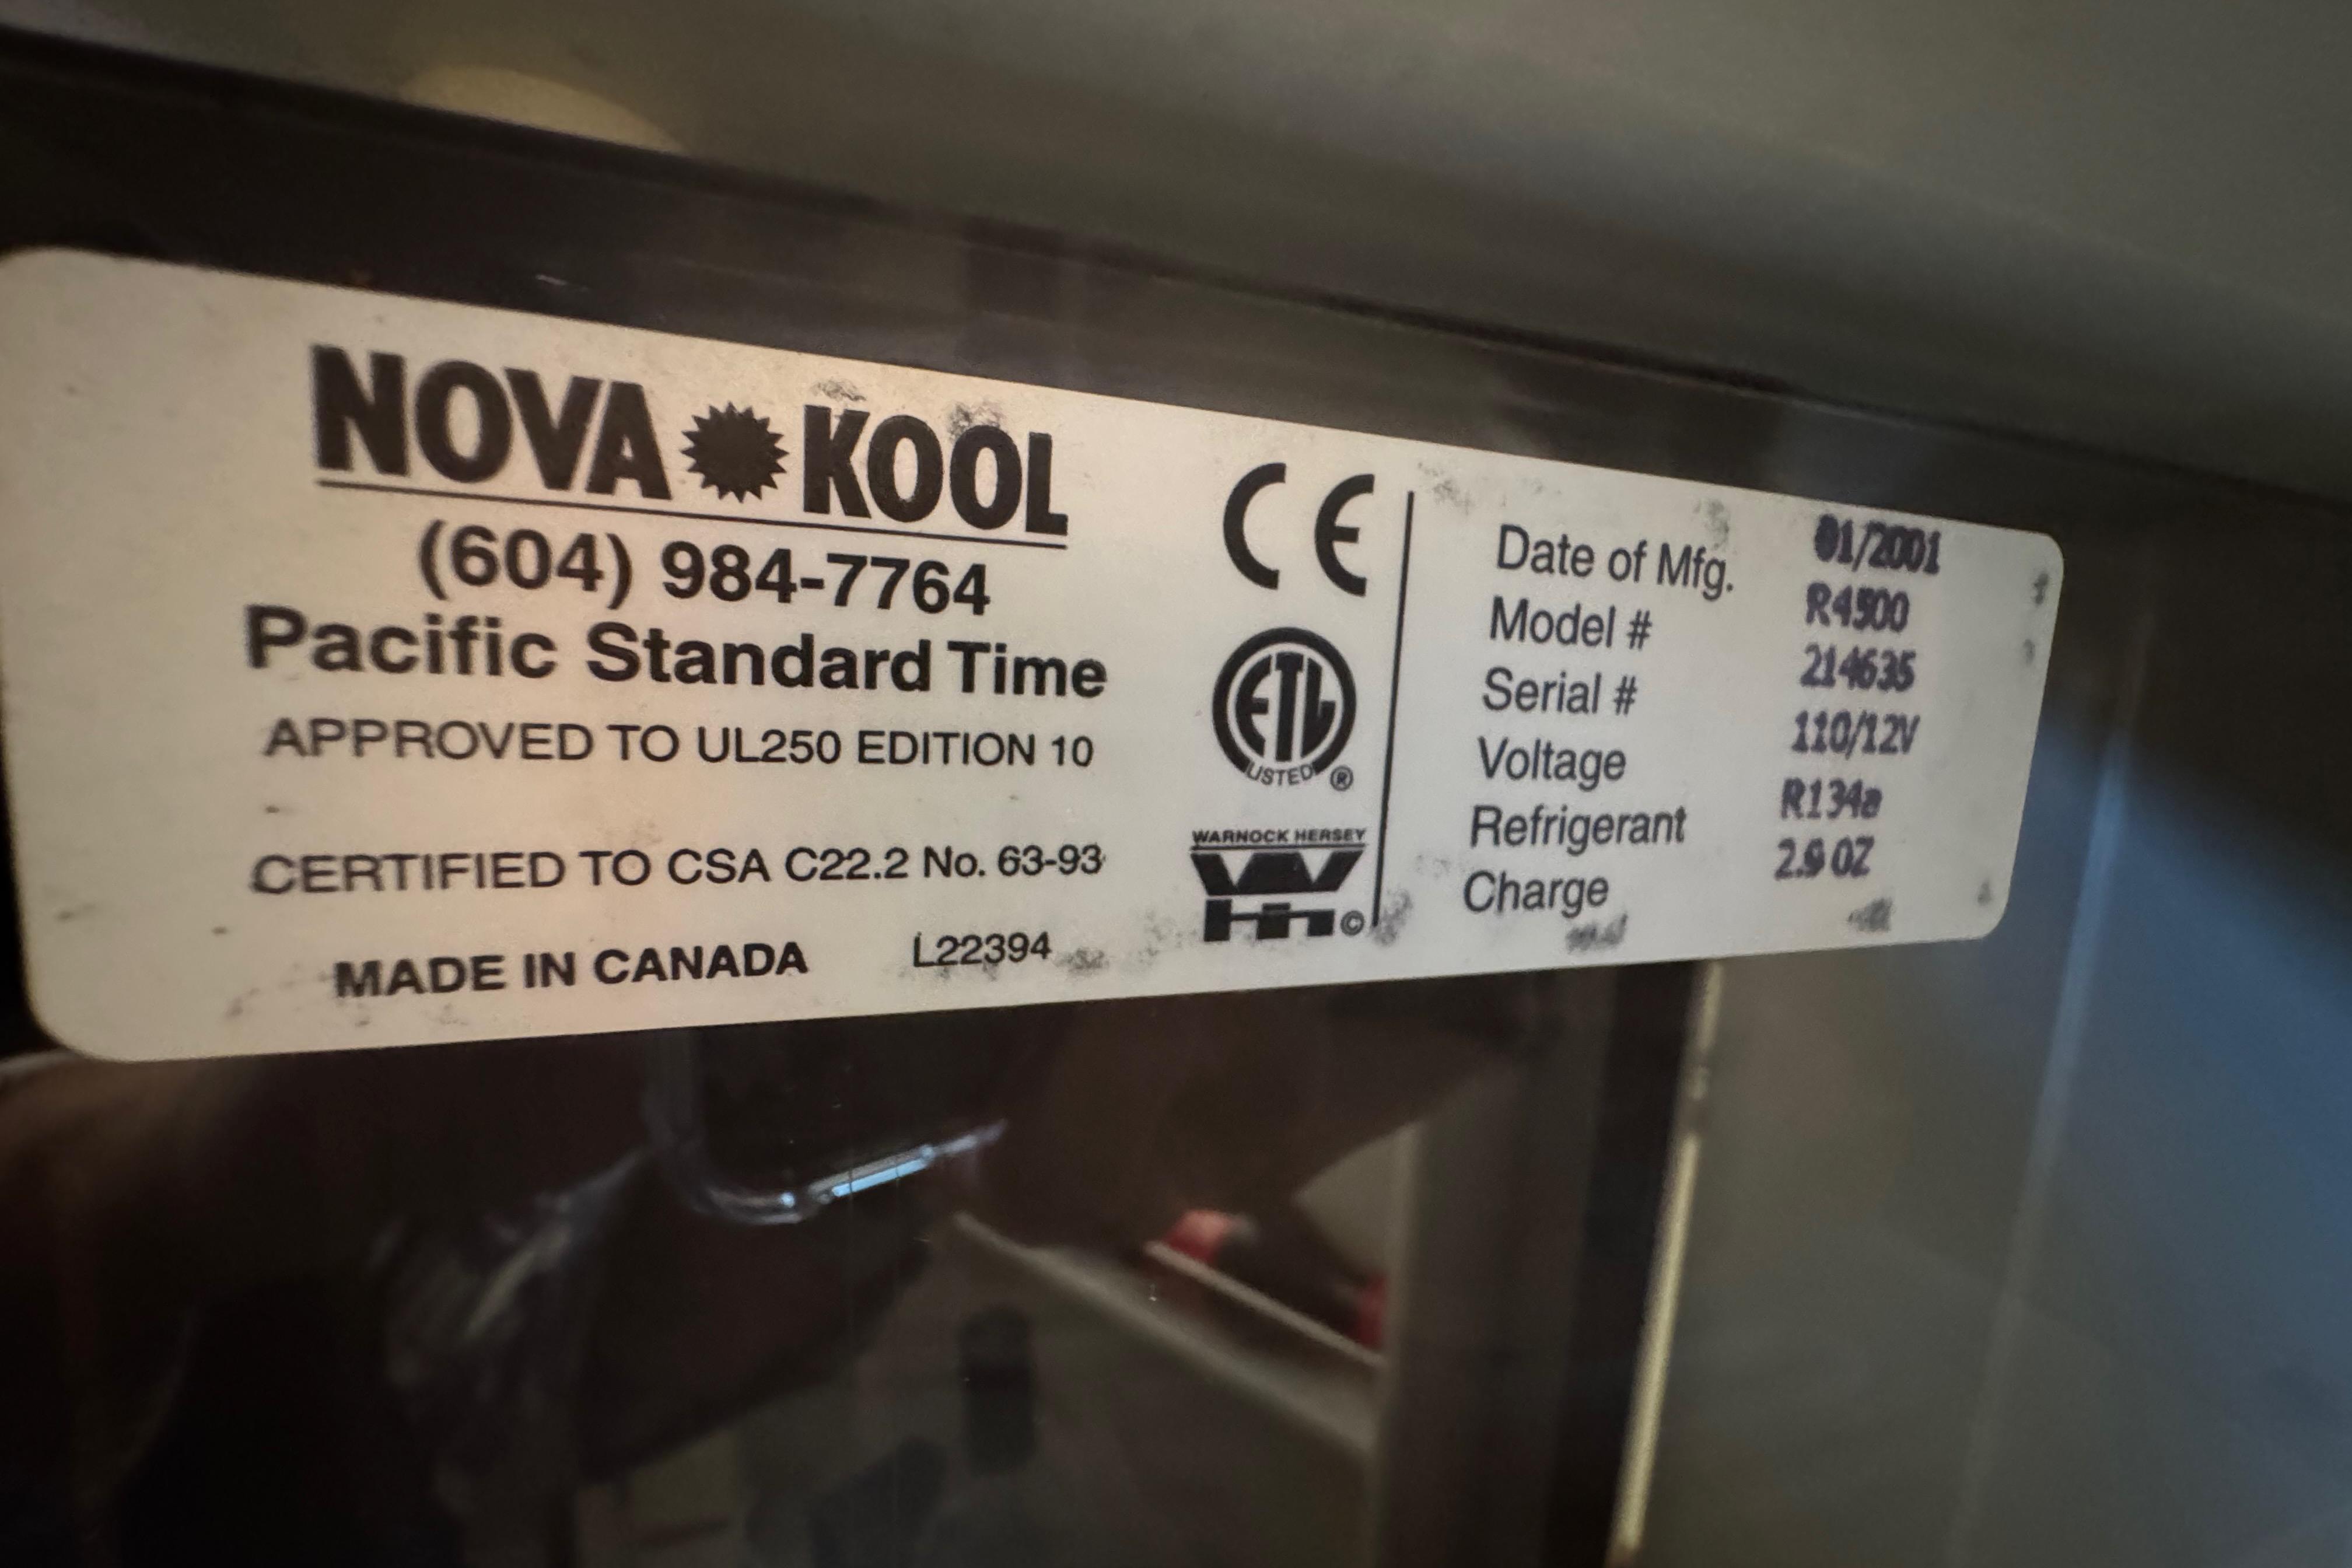 NOVA KOOL
(604) 984-7764
Pacific Standard Time
APPROVED TO UL250 EDITION 10
CERTIFIED TO CSA C22.2 No. 63-93
MADE IN CANADA L22394
CE
ETL
LISTED ®
WARNOCK HERSEY
WH ©
Date of Mfg. 01/2001
Model # R4500
Serial # 214635
Voltage 110/12V
Refrigerant R134a
Charge 2.9 OZ